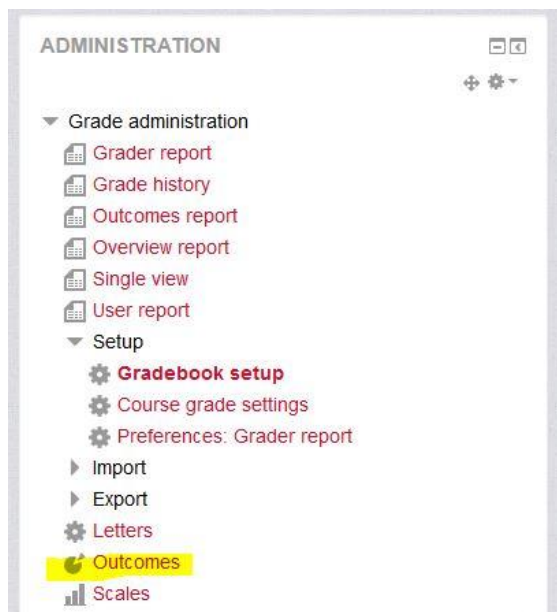 ADMINISTRATION
Grade administration
Grader report
Grade history
Outcomes report
Overview report
Single view
User report
Setup
Gradebook setup
Course grade settings
Preferences: Grader report
Import
Export
Letters
Outcomes
Scales